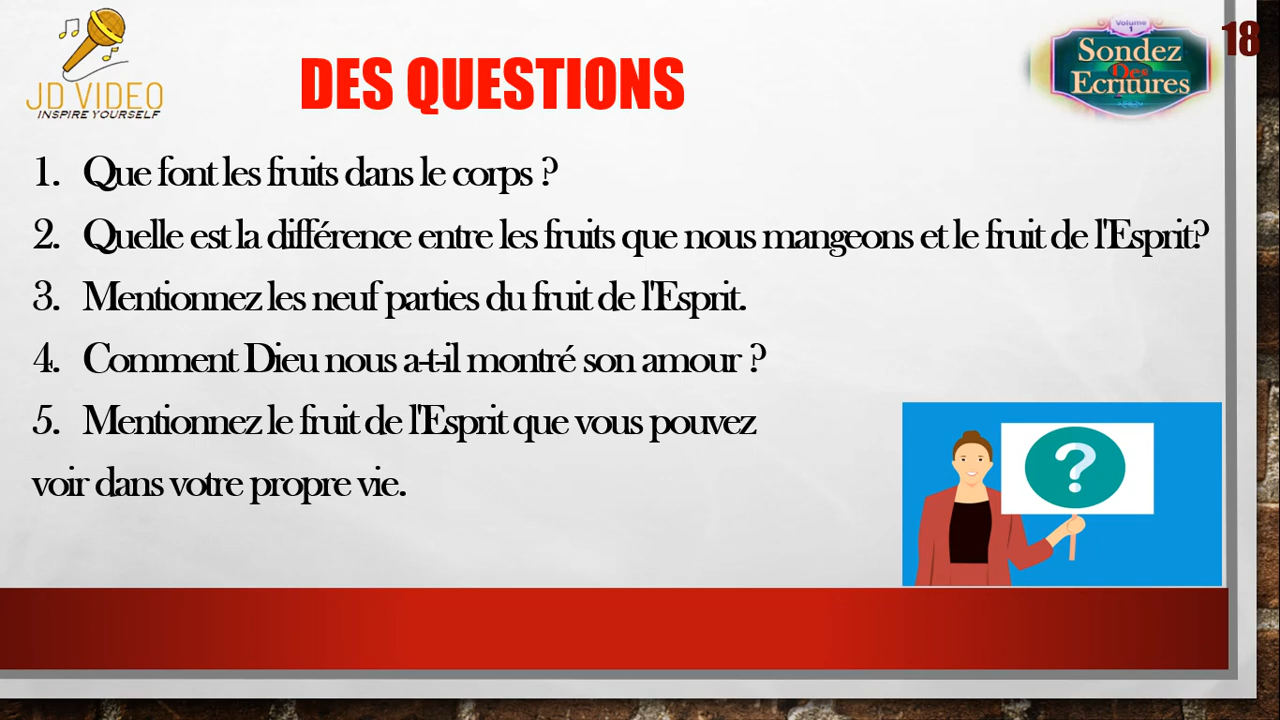 JD VIDEO
INSPIRE YOURSELF
DES QUESTIONS
Volume
1
Sondez
Des
Ecritures
18
1. Que font les fruits dans le corps ?
2. Quelle est la différence entre les fruits que nous mangeons et le fruit de l'Esprit?
3. Mentionnez les neuf parties du fruit de l'Esprit.
4. Comment Dieu nous a-t-il montré son amour ?
5. Mentionnez le fruit de l'Esprit que vous pouvez
voir dans votre propre vie.
?